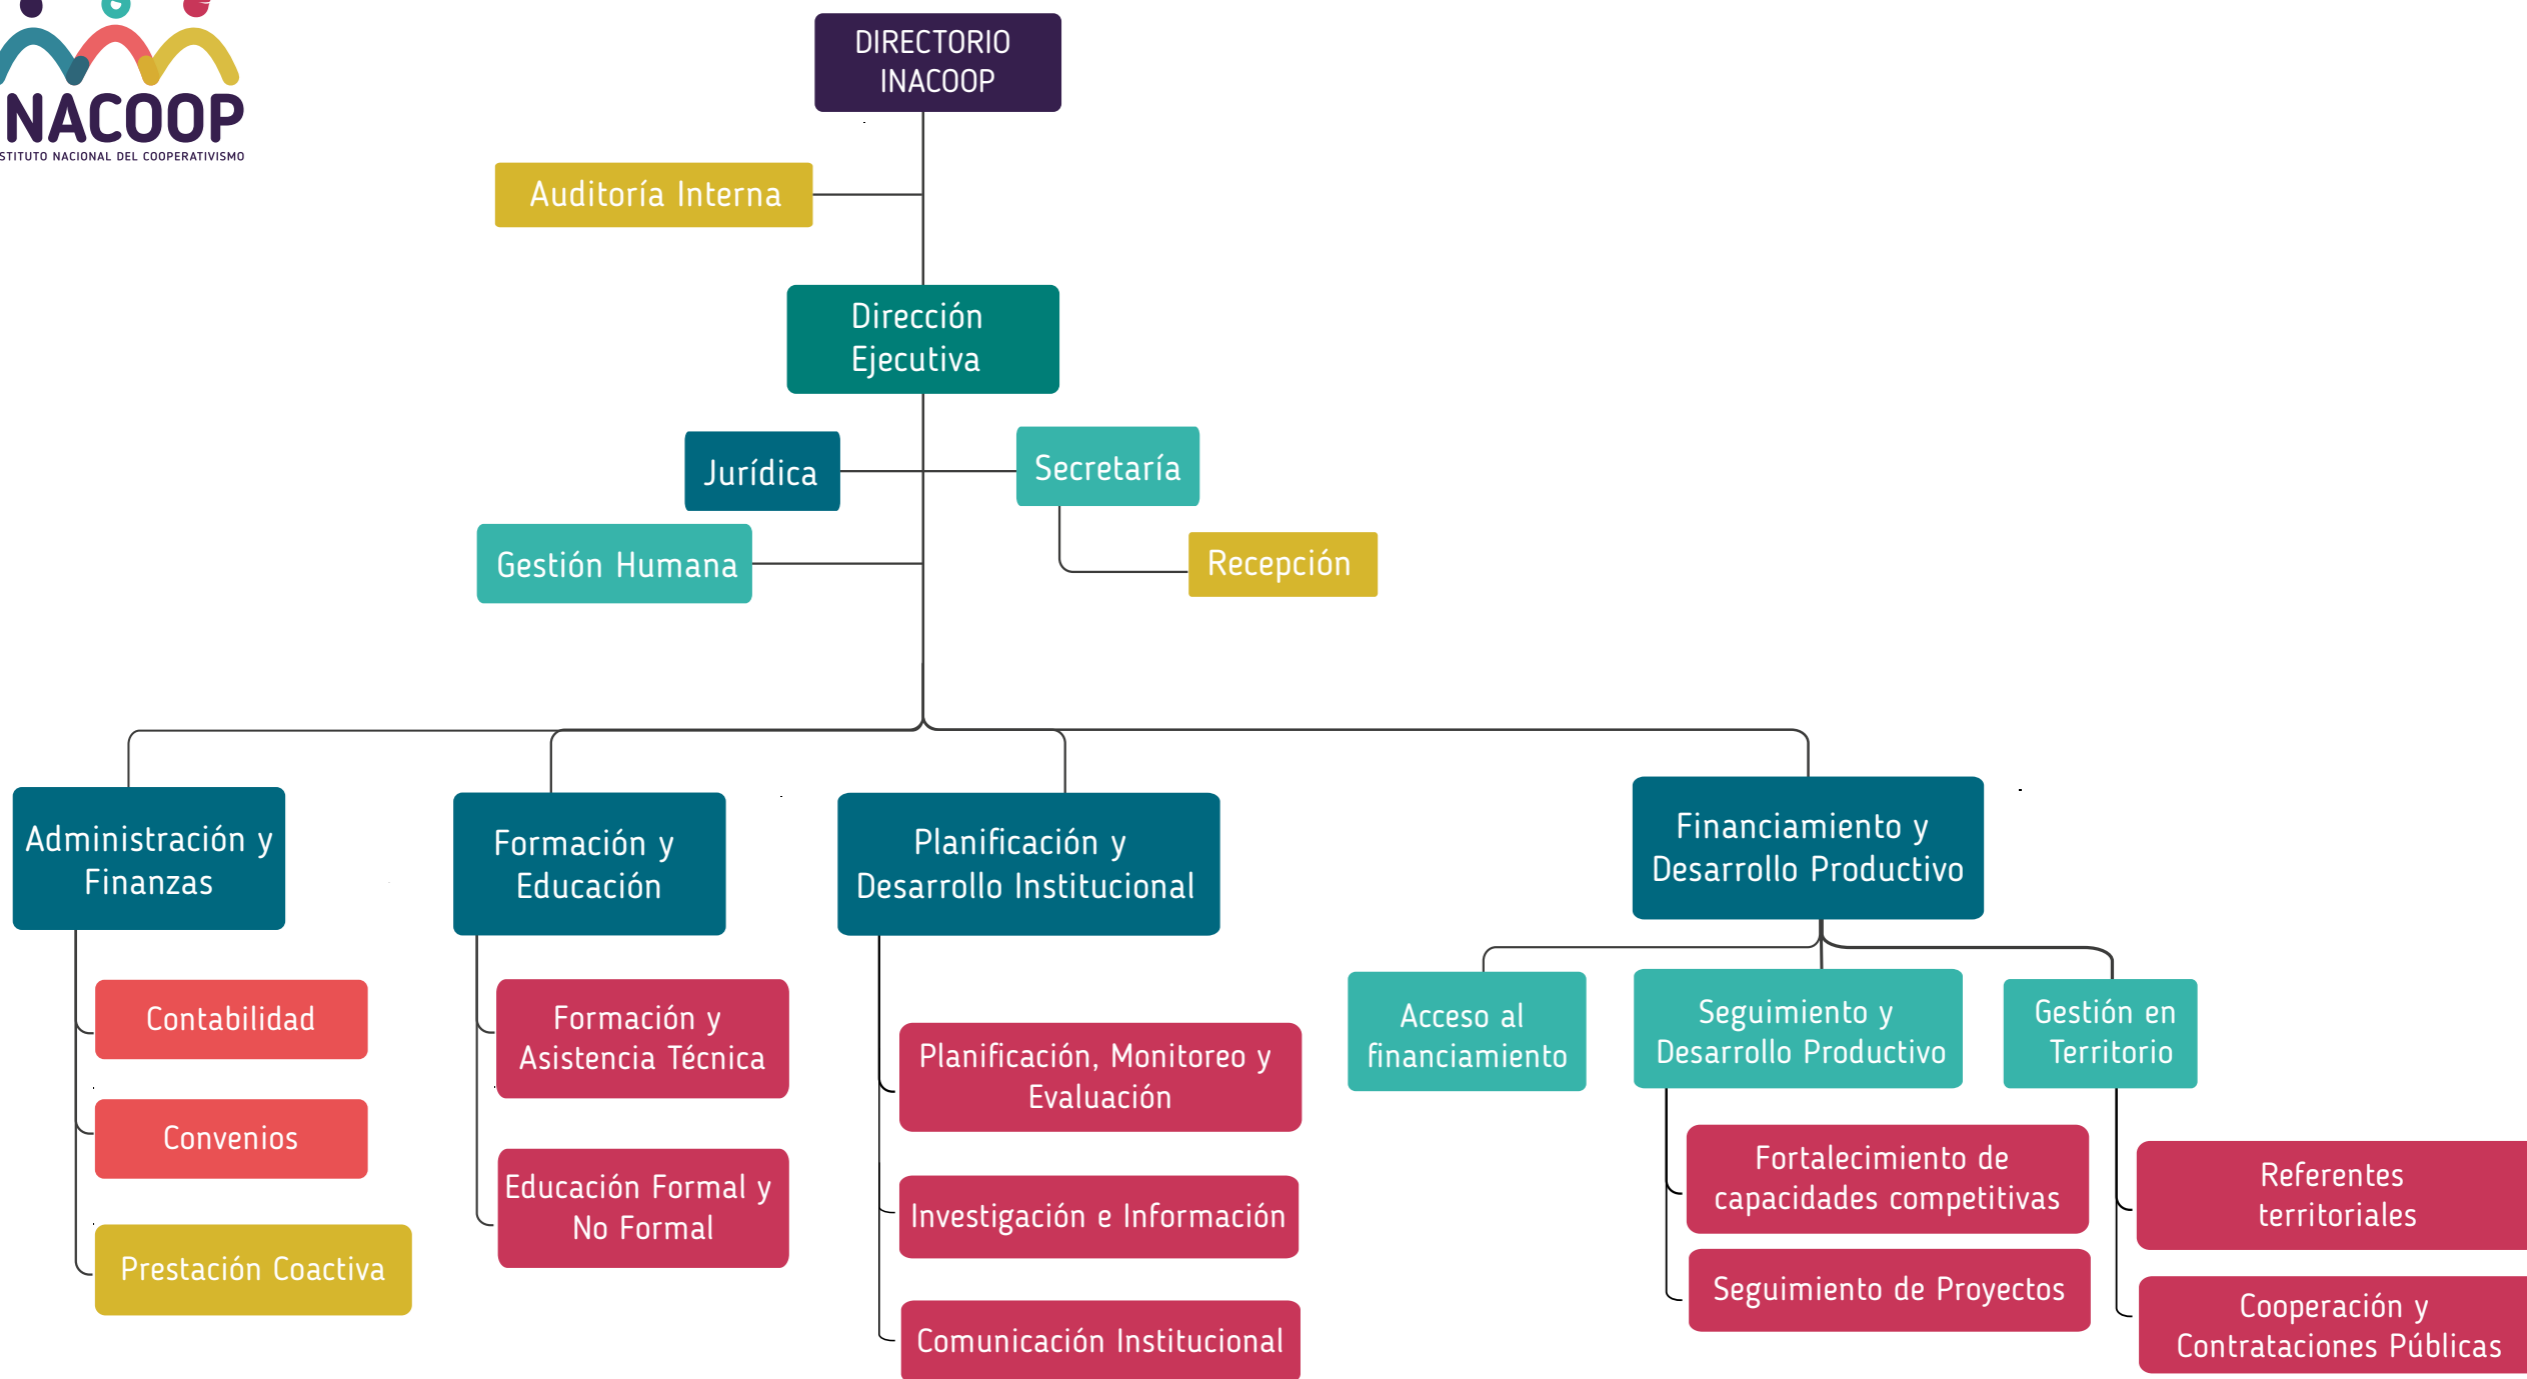 NACOOP
STITUTO NACIONAL DEL COOPERATIVISMO
DIRECTORIO
INACOOP
Auditoría Interna
Dirección
Ejecutiva
Jurídica
Secretaría
Gestión Humana
Recepción
Administración y
Finanzas
Contabilidad
Convenios
Prestación Coactiva
Formación y
Educación
Formación y
Asistencia Técnica
Educación Formal y
No Formal
Planificación y
Desarrollo Institucional
Planificación, Monitoreo y
Evaluación
Investigación e Información
Comunicación Institucional
Financiamiento y
Desarrollo Productivo
Acceso al
financiamiento
Seguimiento y
Desarrollo Productivo
Fortalecimiento de
capacidades competitivas
Seguimiento de Proyectos
Gestión en
Territorio
Referentes
territoriales
Cooperación y
Contrataciones Públicas